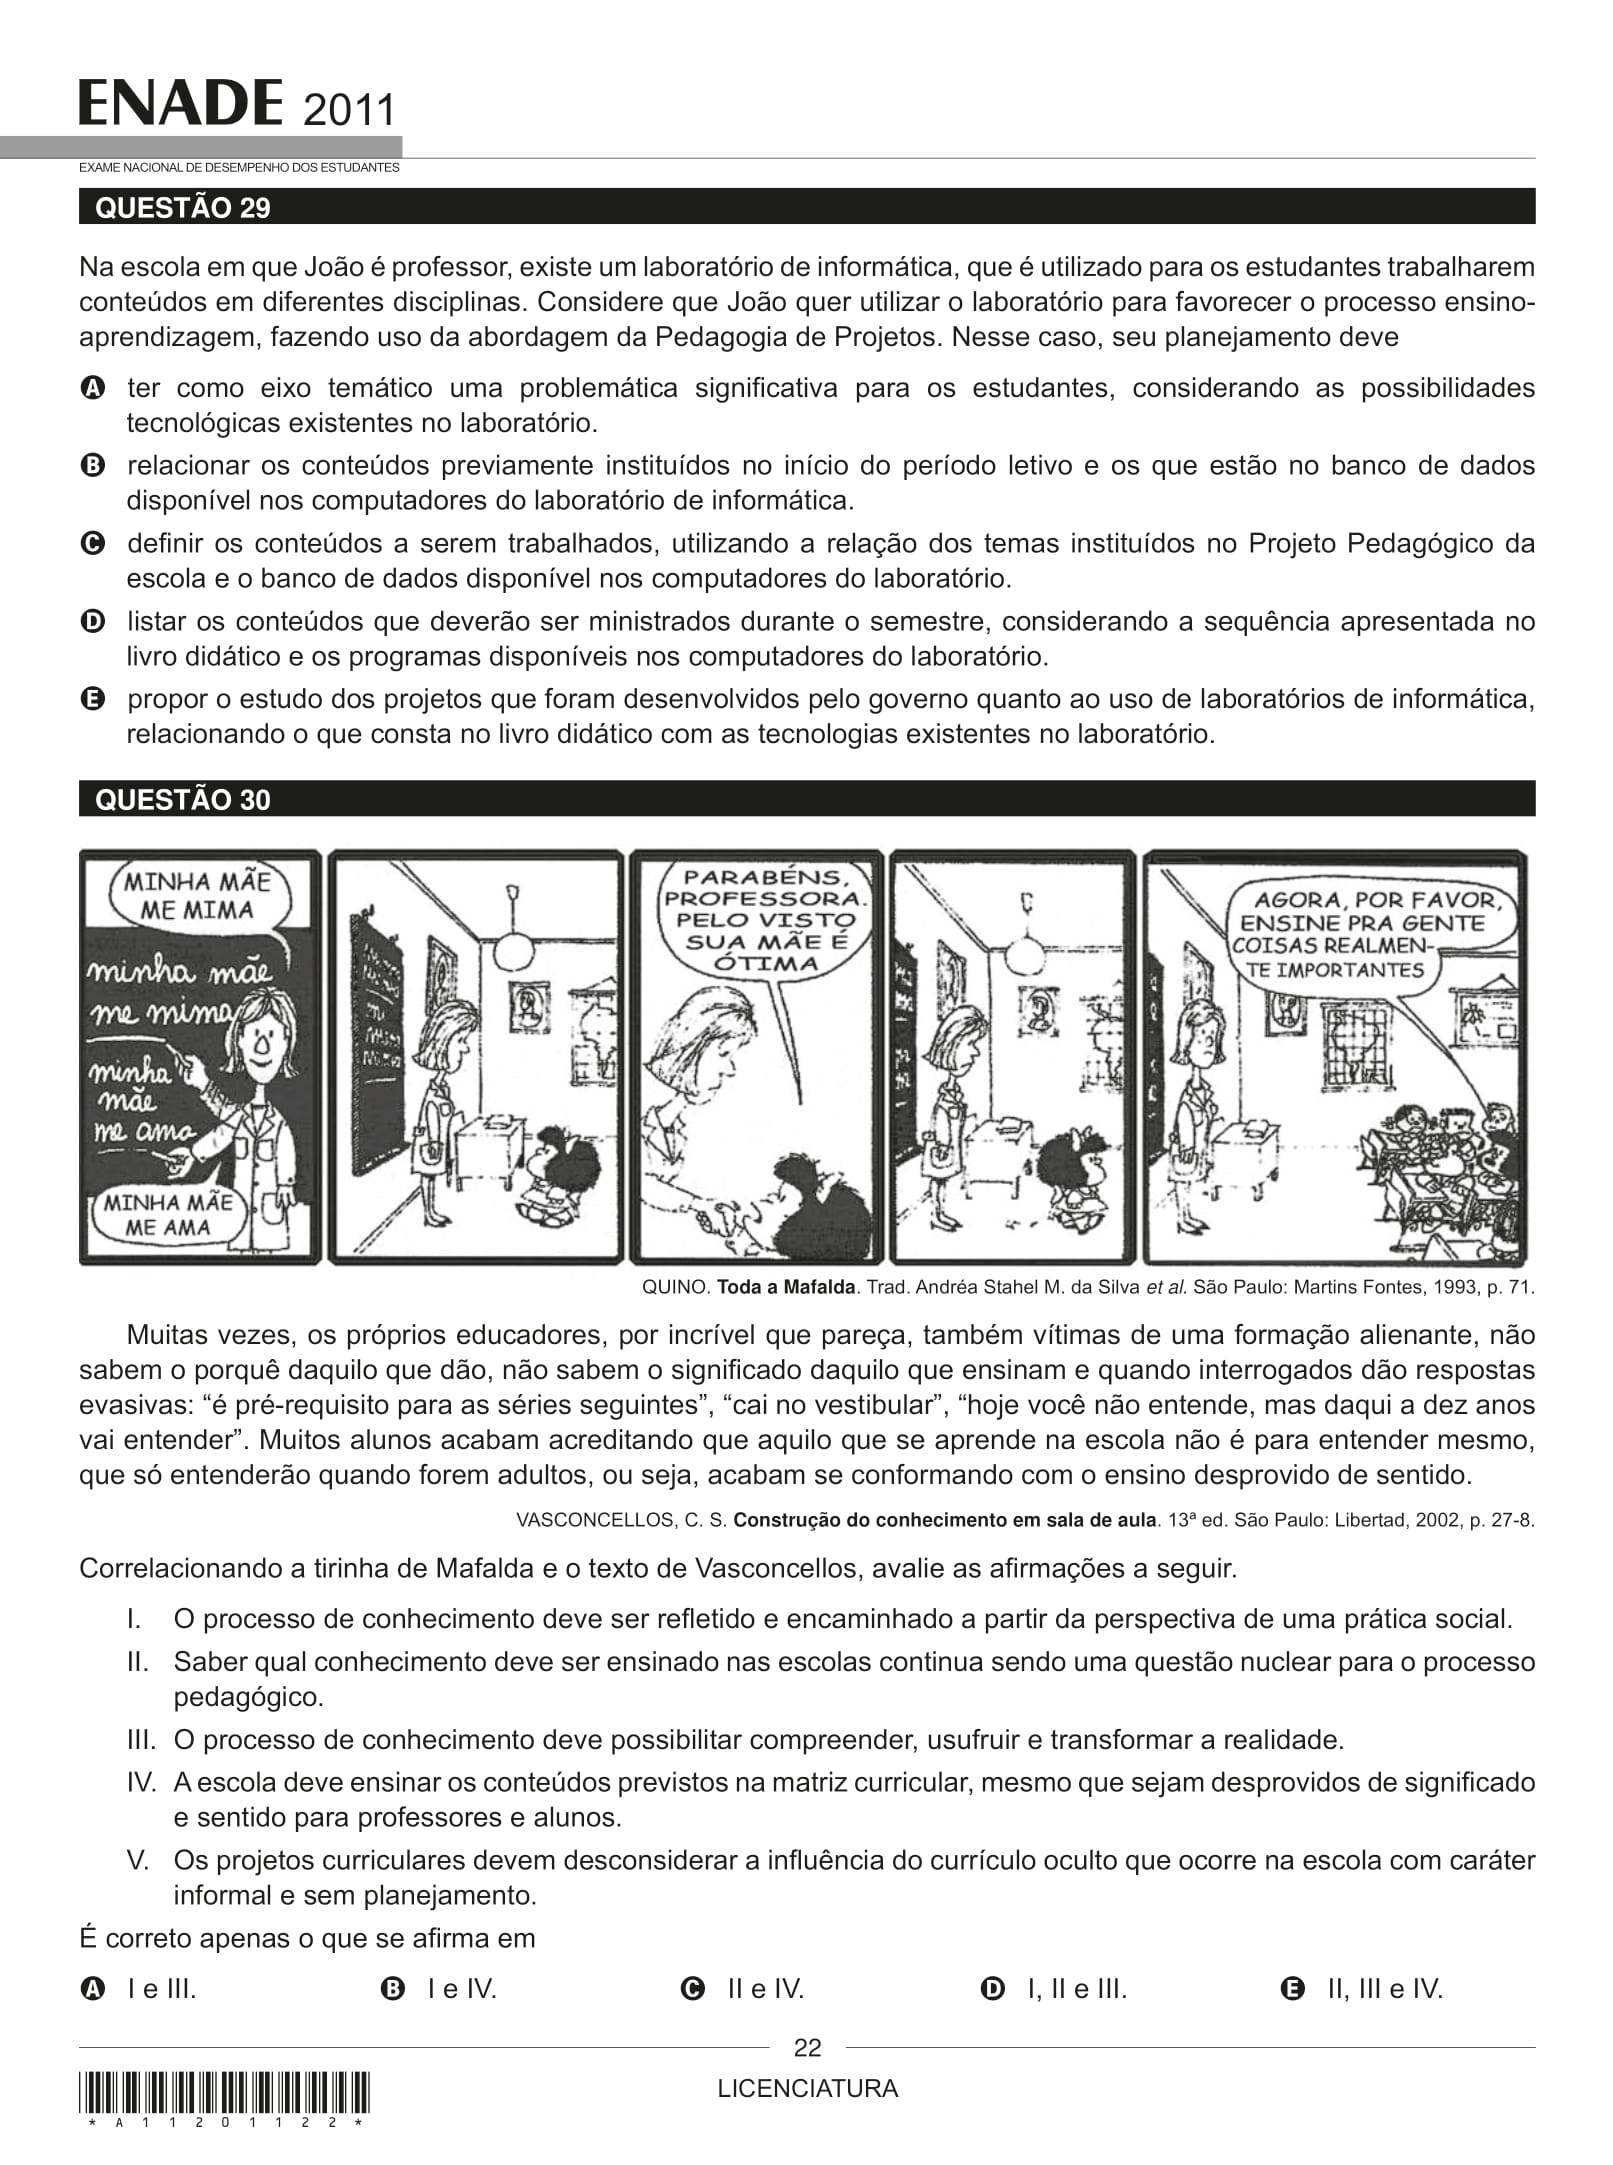 ENADE 2011
EXAME NACIONAL DE DESEMPENHO DOS ESTUDANTES
QUESTÃO 29
Na escola em que João é professor, existe um laboratório de informática, que é utilizado para os estudantes trabalharem
conteúdos em diferentes disciplinas. Considere que João quer utilizar o laboratório para favorecer o processo ensino-
aprendizagem, fazendo uso da abordagem da Pedagogia de Projetos. Nesse caso, seu planejamento deve
A ter como eixo temático uma problemática significativa para os estudantes, considerando as possibilidades
tecnológicas existentes no laboratório.
B relacionar os conteúdos previamente instituídos no início do período letivo e os que estão no banco de dados
disponível nos computadores do laboratório de informática.
C definir os conteúdos a serem trabalhados, utilizando a relação dos temas instituídos no Projeto Pedagógico da
escola e o banco de dados disponível nos computadores do laboratório.
D listar os conteúdos que deverão ser ministrados durante o semestre, considerando a sequência apresentada no
livro didático e os programas disponíveis nos computadores do laboratório.
E propor o estudo dos projetos que foram desenvolvidos pelo governo quanto ao uso de laboratórios de informática,
relacionando o que consta no livro didático com as tecnologias existentes no laboratório.
QUESTÃO 30
MINHA MÃE
ME MIMA
minha mãe
me mima
minha
mãe
me ama
MINHA MÃE
ME AMA
PARABÉNS,
PROFESSORA.
PELO VISTO
SUA MÃE É
ÓTIMA
AGORA, POR FAVOR,
ENSINE PRA GENTE
COISAS REALMEN-
TE IMPORTANTES
QUINO. Toda a Mafalda. Trad. Andréa Stahel M. da Silva et al. São Paulo: Martins Fontes, 1993, p. 71.
Muitas vezes, os próprios educadores, por incrível que pareça, também vítimas de uma formação alienante, não
sabem o porquê daquilo que dão, não sabem o significado daquilo que ensinam e quando interrogados dão respostas
evasivas: “é pré-requisito para as séries seguintes”, “cai no vestibular”, “hoje você não entende, mas daqui a dez anos
vai entender”. Muitos alunos acabam acreditando que aquilo que se aprende na escola não é para entender mesmo,
que só entenderão quando forem adultos, ou seja, acabam se conformando com o ensino desprovido de sentido.
VASCONCELLOS, C. S. Construção do conhecimento em sala de aula. 13ª ed. São Paulo: Libertad, 2002, p. 27-8.
Correlacionando a tirinha de Mafalda e o texto de Vasconcellos, avalie as afirmações a seguir.
I. O processo de conhecimento deve ser refletido e encaminhado a partir da perspectiva de uma prática social.
II. Saber qual conhecimento deve ser ensinado nas escolas continua sendo uma questão nuclear para o processo
pedagógico.
III. O processo de conhecimento deve possibilitar compreender, usufruir e transformar a realidade.
IV. A escola deve ensinar os conteúdos previstos na matriz curricular, mesmo que sejam desprovidos de significado
e sentido para professores e alunos.
V. Os projetos curriculares devem desconsiderar a influência do currículo oculto que ocorre na escola com caráter
informal e sem planejamento.
É correto apenas o que se afirma em
A I e III. B I e IV. C II e IV. D I, II e III. E II, III e IV.
22
LICENCIATURA
* A 1 1 2 0 1 1 2 2 *